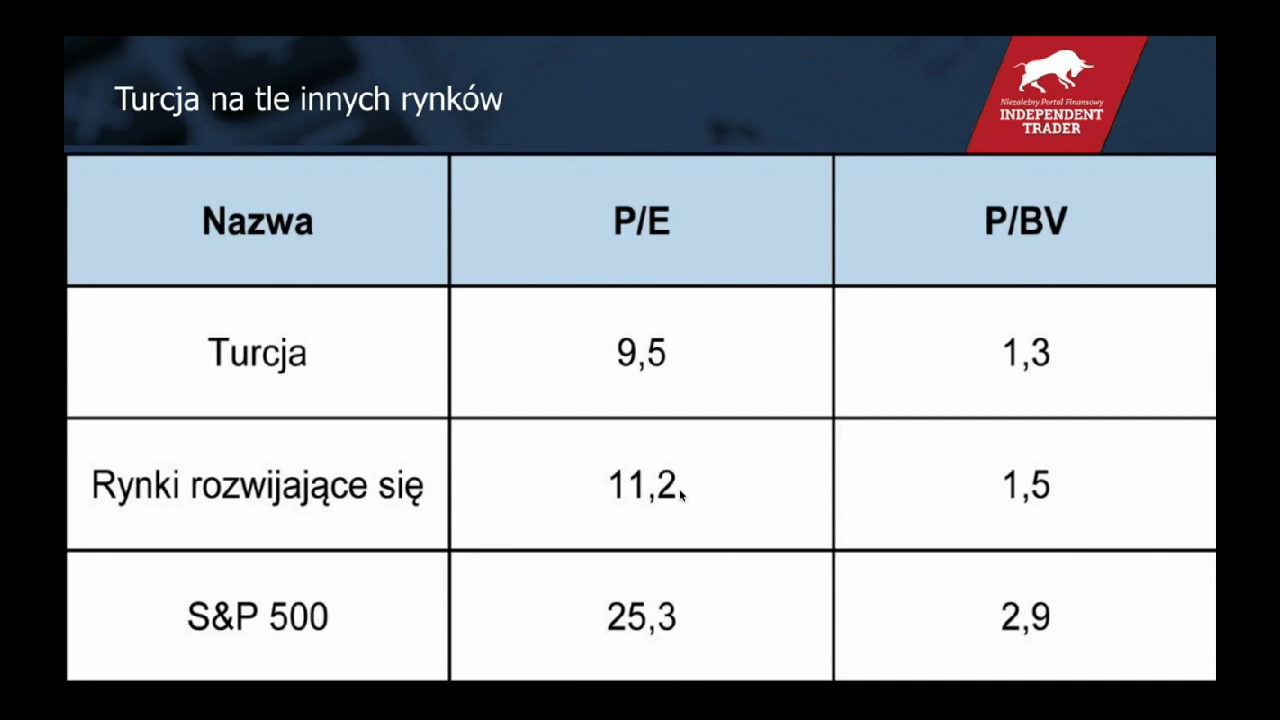 Turcja na tle innych rynków
Niezależny Portal Finansowy
INDEPENDENT
TRADER
Nazwa P/E P/BV
Turcja 9,5 1,3
Rynki rozwijające się 11,2 1,5
S&P 500 25,3 2,9